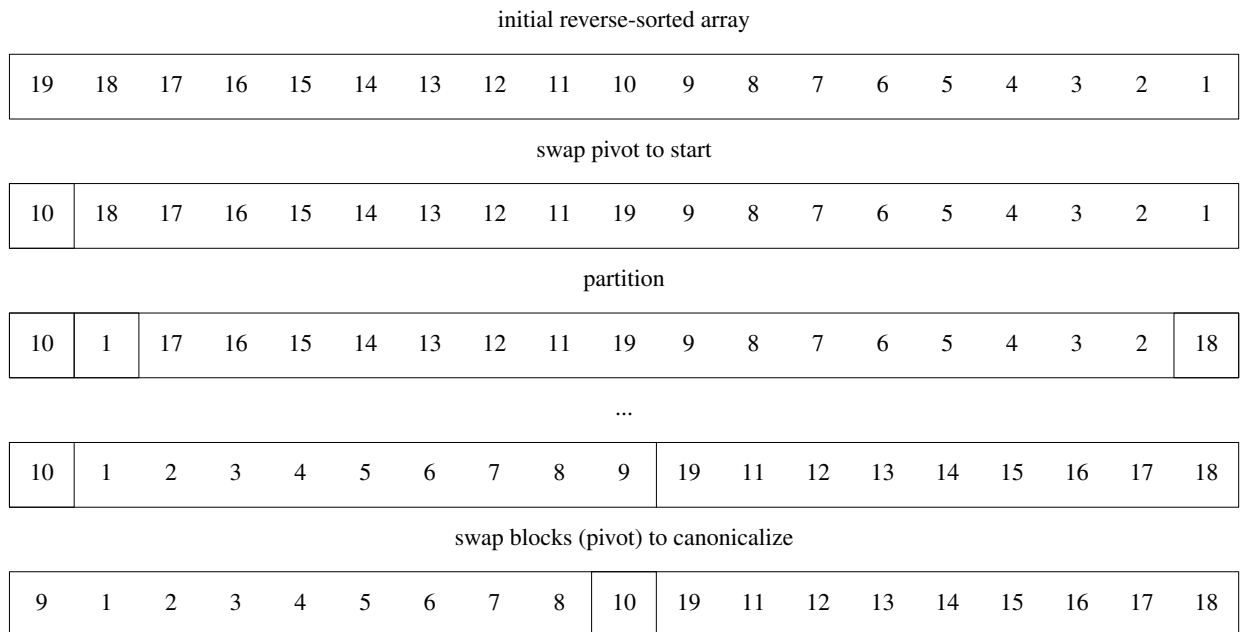 initial reverse-sorted array
19 18 17 16 15 14 13 12 11 10 9 8 7 6 5 4 3 2 1
swap pivot to start
10 18 17 16 15 14 13 12 11 19 9 8 7 6 5 4 3 2 1
partition
10 1 17 16 15 14 13 12 11 19 9 8 7 6 5 4 3 2 18
...
10 1 2 3 4 5 6 7 8 9 19 11 12 13 14 15 16 17 18
swap blocks (pivot) to canonicalize
9 1 2 3 4 5 6 7 8 10 19 11 12 13 14 15 16 17 18